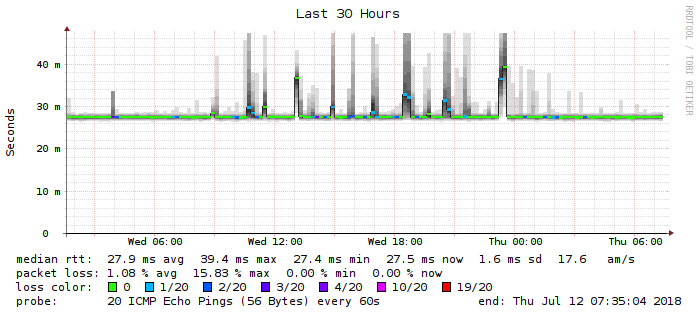 Last 30 Hours
RRDTOOL / TOBI OETIKER
Seconds
40 m
30 m
20 m
10 m
0
Wed 06:00 Wed 12:00 Wed 18:00 Thu 00:00 Thu 06:00
median rtt: 27.9 ms avg 39.4 ms max 27.4 ms min 27.5 ms now 1.6 ms sd 17.6 am/s
packet loss: 1.08 % avg 15.83 % max 0.00 % min 0.00 % now
loss color: 0 1/20 2/20 3/20 4/20 10/20 19/20
probe: 20 ICMP Echo Pings (56 Bytes) every 60s end: Thu Jul 12 07:35:04 2018